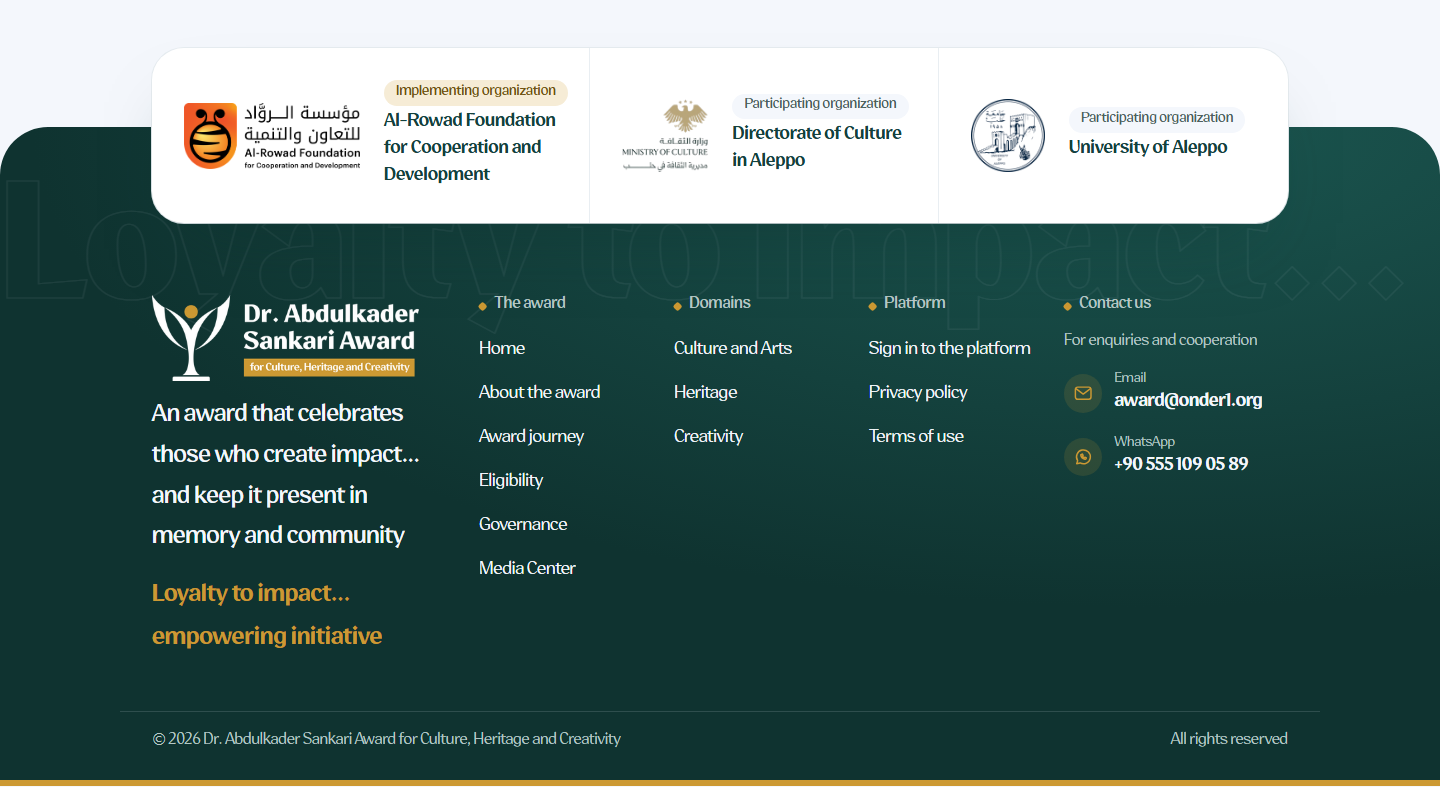 Implementing organization
Al-Rowad Foundation
for Cooperation and
Development
مؤسسة الـــروَّاد
للتعاون والتنمية
Al-Rowad Foundation
for Cooperation and Development
Participating organization
Directorate of Culture
in Aleppo
وزارة الثقـافـة
MINISTRY OF CULTURE
مديرية الثقافة في حلـــب
Participating organization
University of Aleppo
Loyalty to impact...
Dr. Abdulkader
Sankari Award
for Culture, Heritage and Creativity
An award that celebrates
those who create impact...
and keep it present in
memory and community
Loyalty to impact...
empowering initiative
The award
Home
About the award
Award journey
Eligibility
Governance
Media Center
Domains
Culture and Arts
Heritage
Creativity
Platform
Sign in to the platform
Privacy policy
Terms of use
Contact us
For enquiries and cooperation
Email
award@onder1.org
WhatsApp
+90 555 109 05 89
© 2026 Dr. Abdulkader Sankari Award for Culture, Heritage and Creativity
All rights reserved